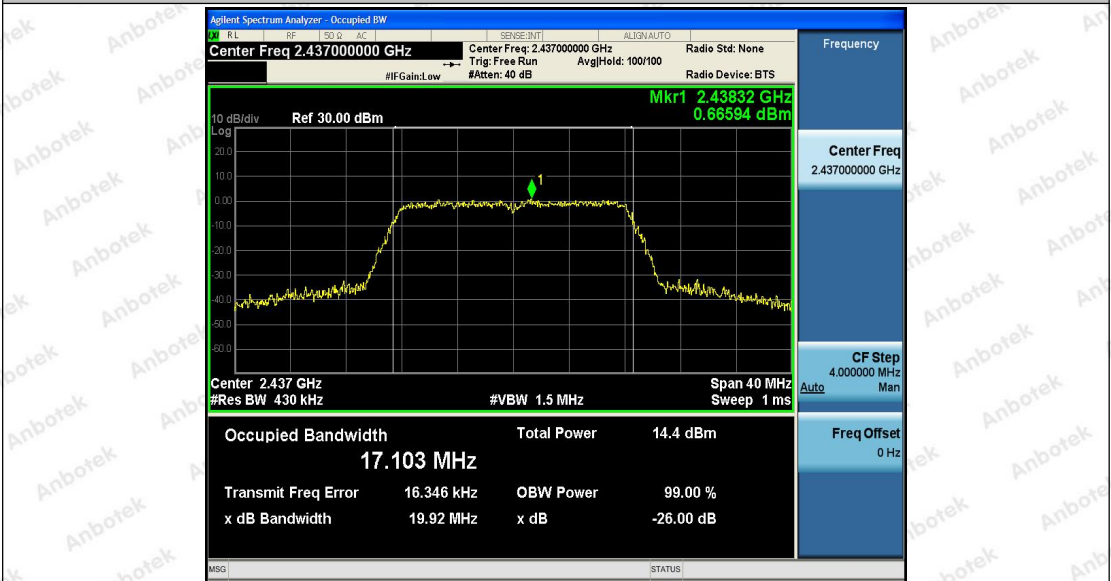 Agilent Spectrum Analyzer - Occupied BW
RL RF 50 Ω AC SENSE:INT ALIGN AUTO
Center Freq 2.437000000 GHz
Center Freq: 2.437000000 GHz Radio Std: None
Trig: Free Run Avg|Hold: 100/100
#IFGain:Low #Atten: 40 dB Radio Device: BTS
Mkr1 2.43832 GHz
0.66594 dBm
10 dB/div Ref 30.00 dBm
Log
20.0
10.0
0.00
-10.0
-20.0
-30.0
-40.0
-50.0
-60.0
1
Center 2.437 GHz Span 40 MHz
#Res BW 430 kHz #VBW 1.5 MHz Sweep 1 ms
Occupied Bandwidth Total Power 14.4 dBm
17.103 MHz
Transmit Freq Error 16.346 kHz OBW Power 99.00 %
x dB Bandwidth 19.92 MHz x dB -26.00 dB
MSG STATUS
Frequency
Center Freq
2.437000000 GHz
CF Step
4.000000 MHz
Auto Man
Freq Offset
0 Hz
Anbotek